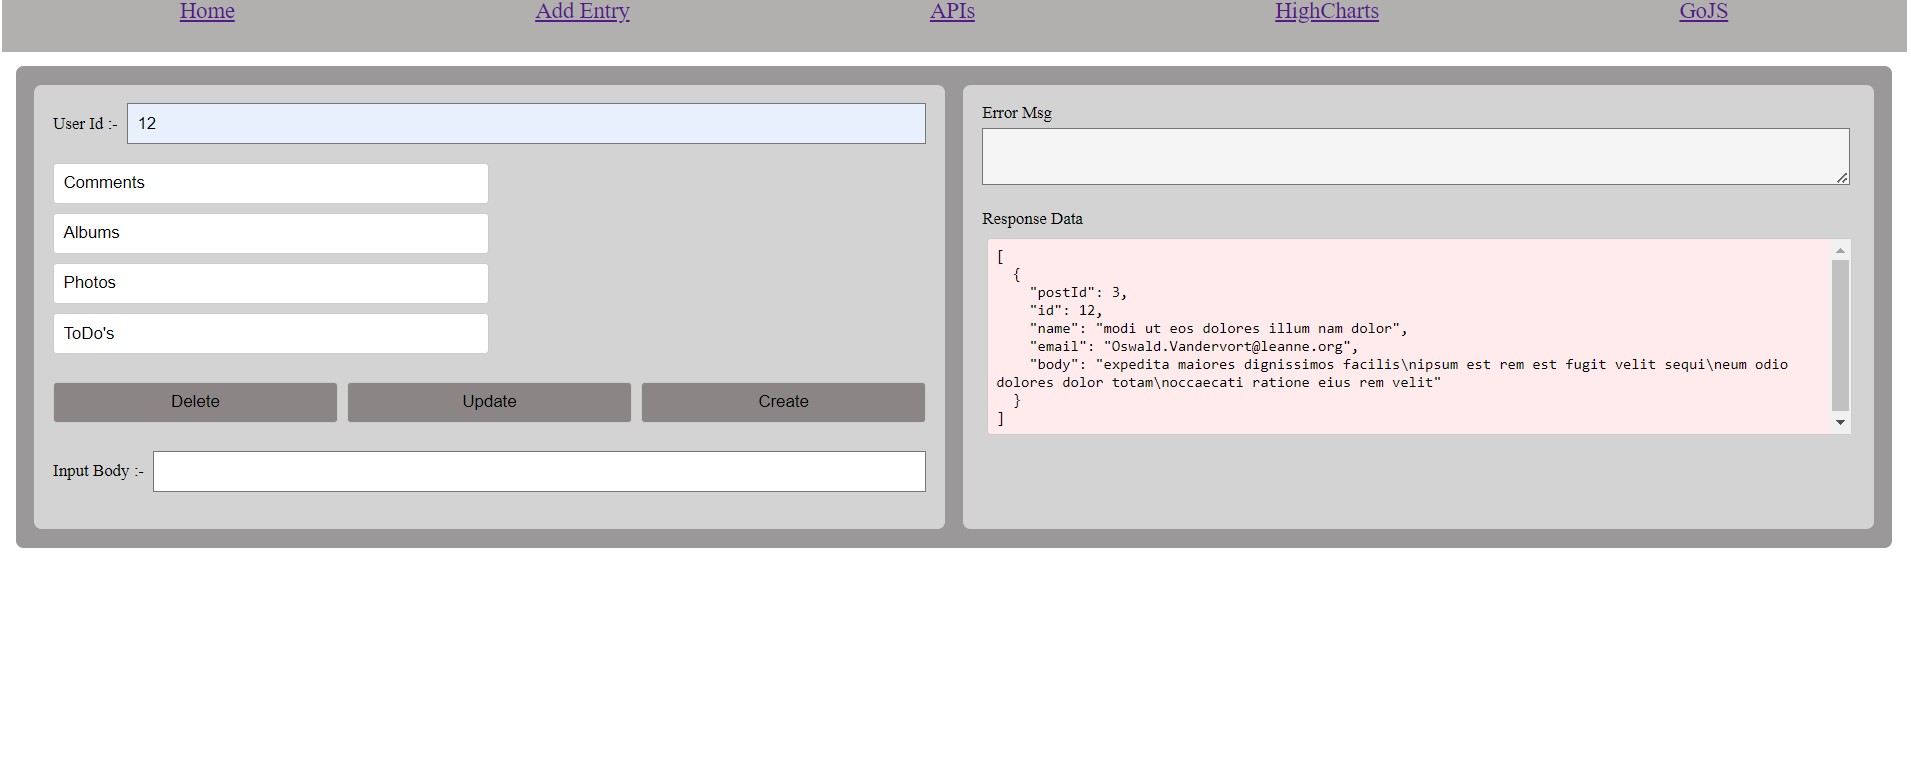 Home Add Entry APIs HighCharts GoJS
User Id :- 12
Comments
Albums
Photos
ToDo's
Delete Update Create
Input Body :-
Error Msg
Response Data
[
  {
    "postId": 3,
    "id": 12,
    "name": "modi ut eos dolores illum nam dolor",
    "email": "Oswald.Vandervort@leanne.org",
    "body": "expedita maiores dignissimos facilis\nipsum est rem est fugit velit sequi\neum odio
dolores dolor totam\noccaecati ratione eius rem velit"
  }
]